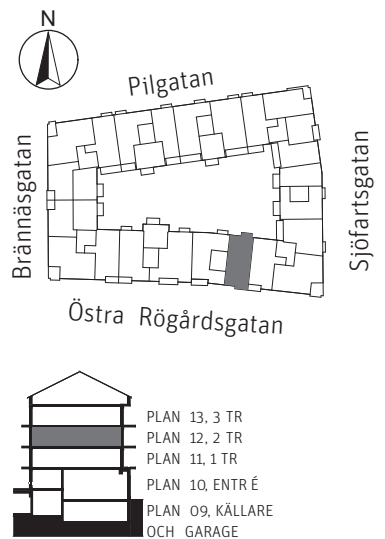 N
Pilgatan
Brännäsgatan
Sjöfartsgatan
Östra Rögårdsgatan
PLAN 13, 3 TR
PLAN 12, 2 TR
PLAN 11, 1 TR
PLAN 10, ENTR É
PLAN 09, KÄLLARE
OCH GARAGE